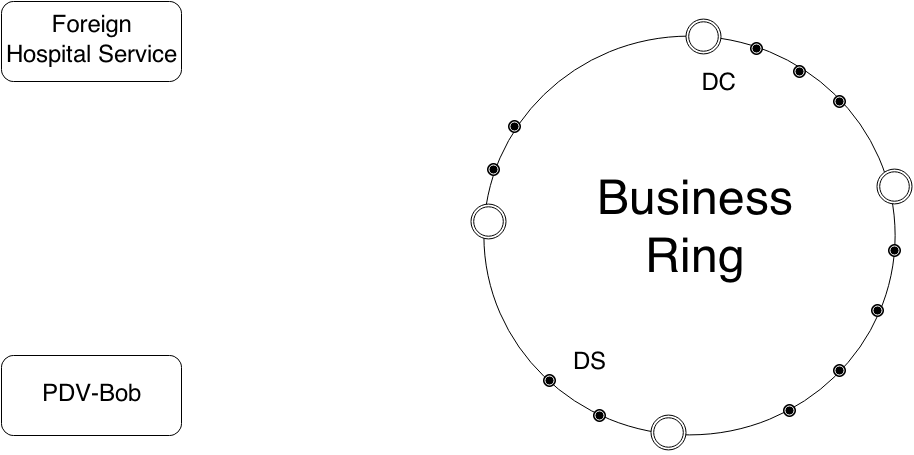 Foreign
Hospital Service
DC
Business
Ring
DS
PDV-Bob